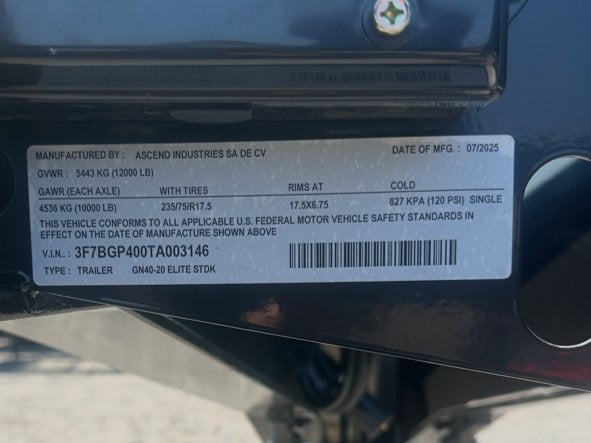 MANUFACTURED BY : ASCEND INDUSTRIES SA DE CV DATE OF MFG. : 07/2025
GVWR : 5443 KG (12000 LB)
GAWR (EACH AXLE) WITH TIRES RIMS AT COLD
4536 KG (10000 LB) 235/75/R17.5 17.5X6.75 827 KPA (120 PSI) SINGLE
THIS VEHICLE CONFORMS TO ALL APPLICABLE U.S. FEDERAL MOTOR VEHICLE SAFETY STANDARDS IN
EFFECT ON THE DATE OF MANUFACTURE SHOWN ABOVE
V.I.N.. : 3F7BGP400TA003146
TYPE : TRAILER GN40-20 ELITE STDK